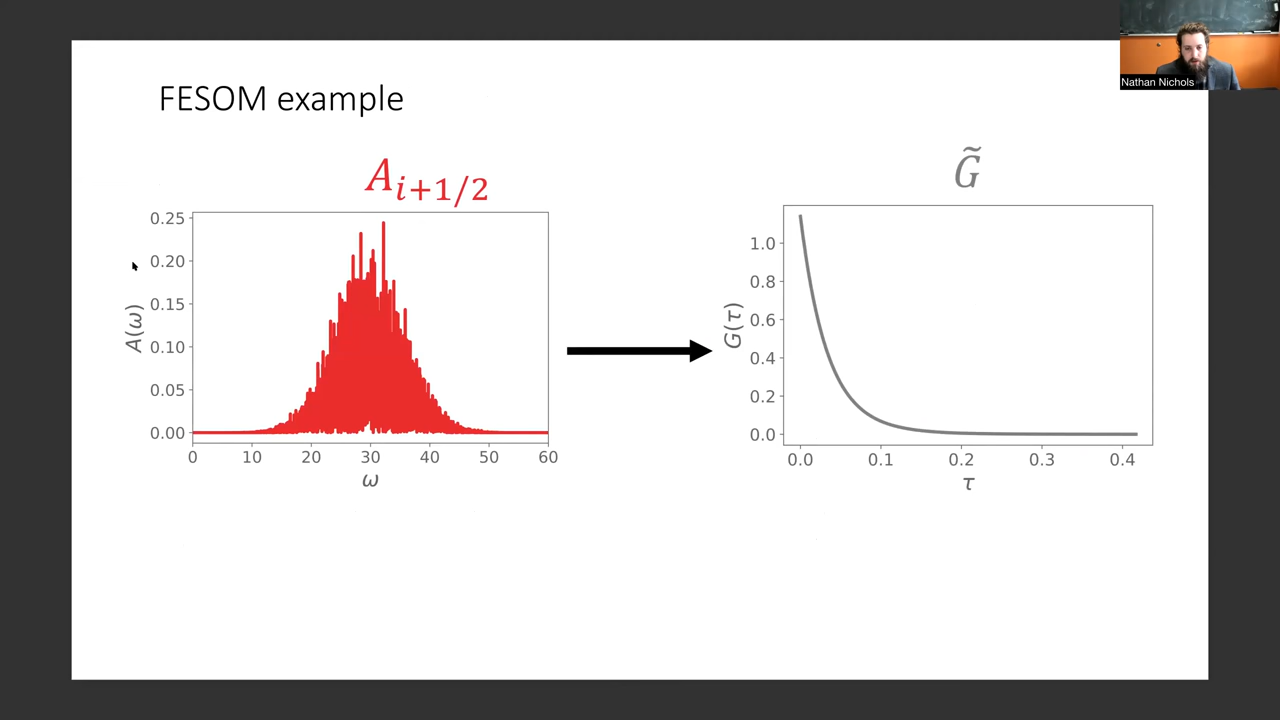 Nathan Nichols
FESOM example
A_{i+1/2}
G̃
0.25
0.20
0.15
0.10
0.05
0.00
A(ω)
0 10 20 30 40 50 60
ω
1.0
0.8
0.6
0.4
0.2
0.0
G(τ)
0.0 0.1 0.2 0.3 0.4
τ